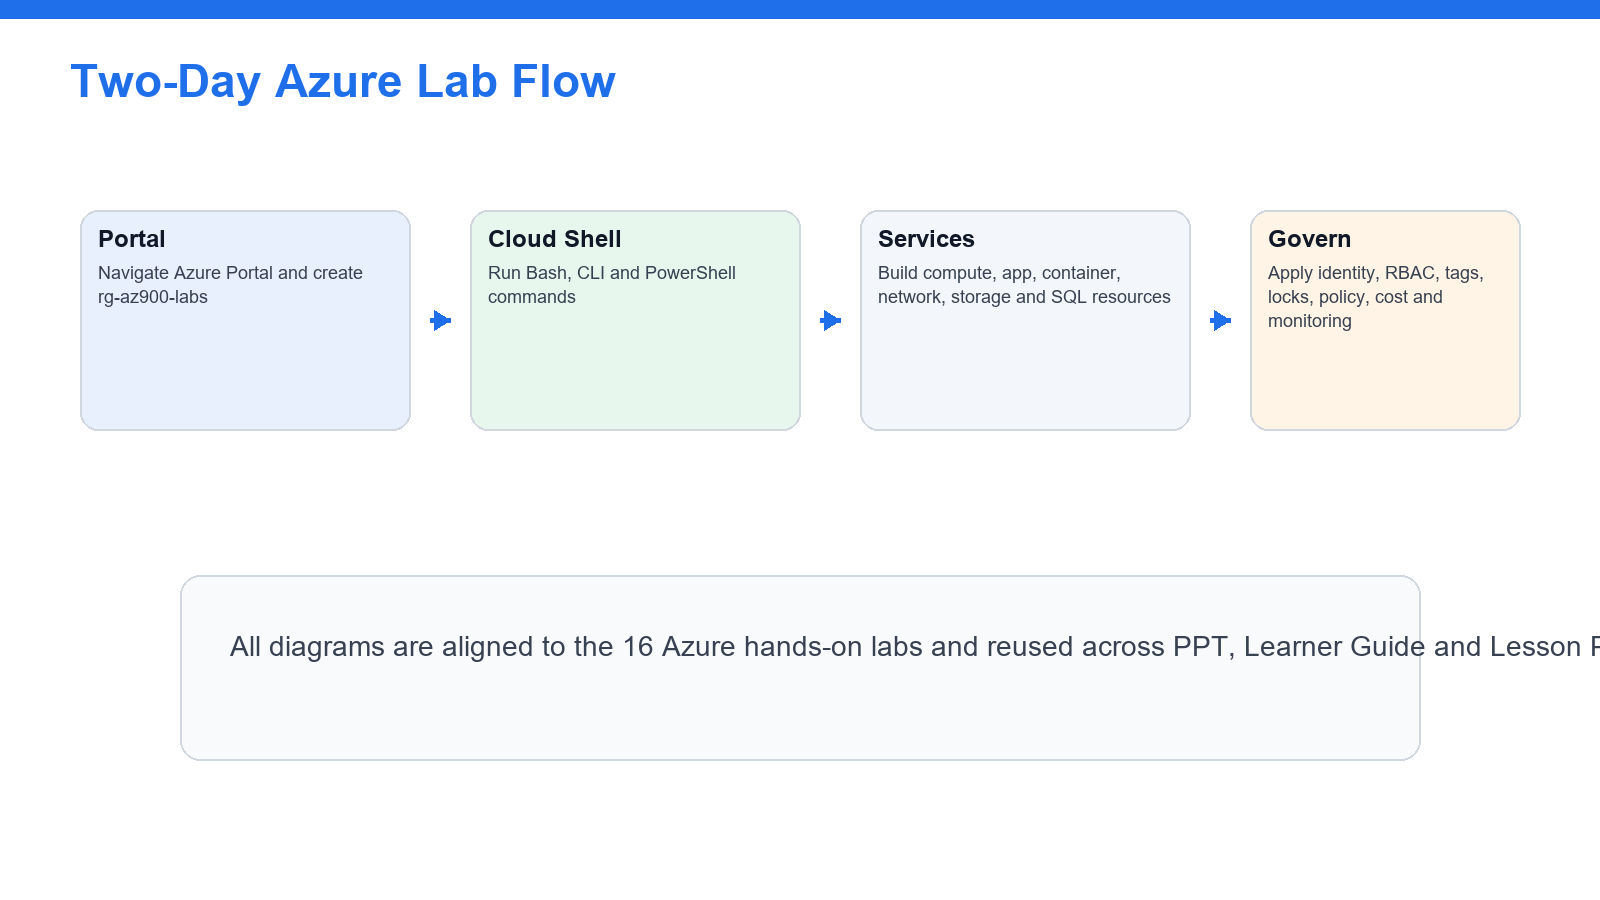 Two-Day Azure Lab Flow
Portal
Navigate Azure Portal and create
rg-az900-labs
Cloud Shell
Run Bash, CLI and PowerShell
commands
Services
Build compute, app, container,
network, storage and SQL resources
Govern
Apply identity, RBAC, tags,
locks, policy, cost and
monitoring
All diagrams are aligned to the 16 Azure hands-on labs and reused across PPT, Learner Guide and Lesson